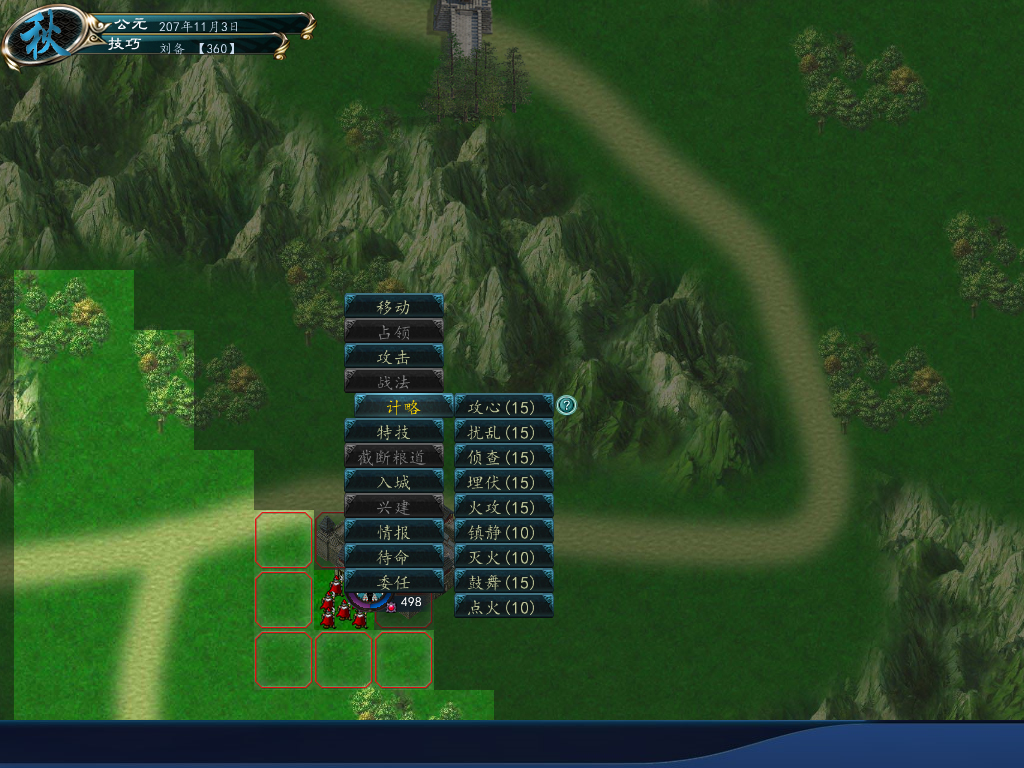 秋
公元 207年11月3日
技巧 刘备 【360】
移动
占领
攻击
战法
计略
特技
截断粮道
入城
兴建
情报
待命
委任
攻心(15)
扰乱(15)
侦查(15)
埋伏(15)
火攻(15)
镇静(10)
灭火(10)
鼓舞(15)
点火(10)
?
498